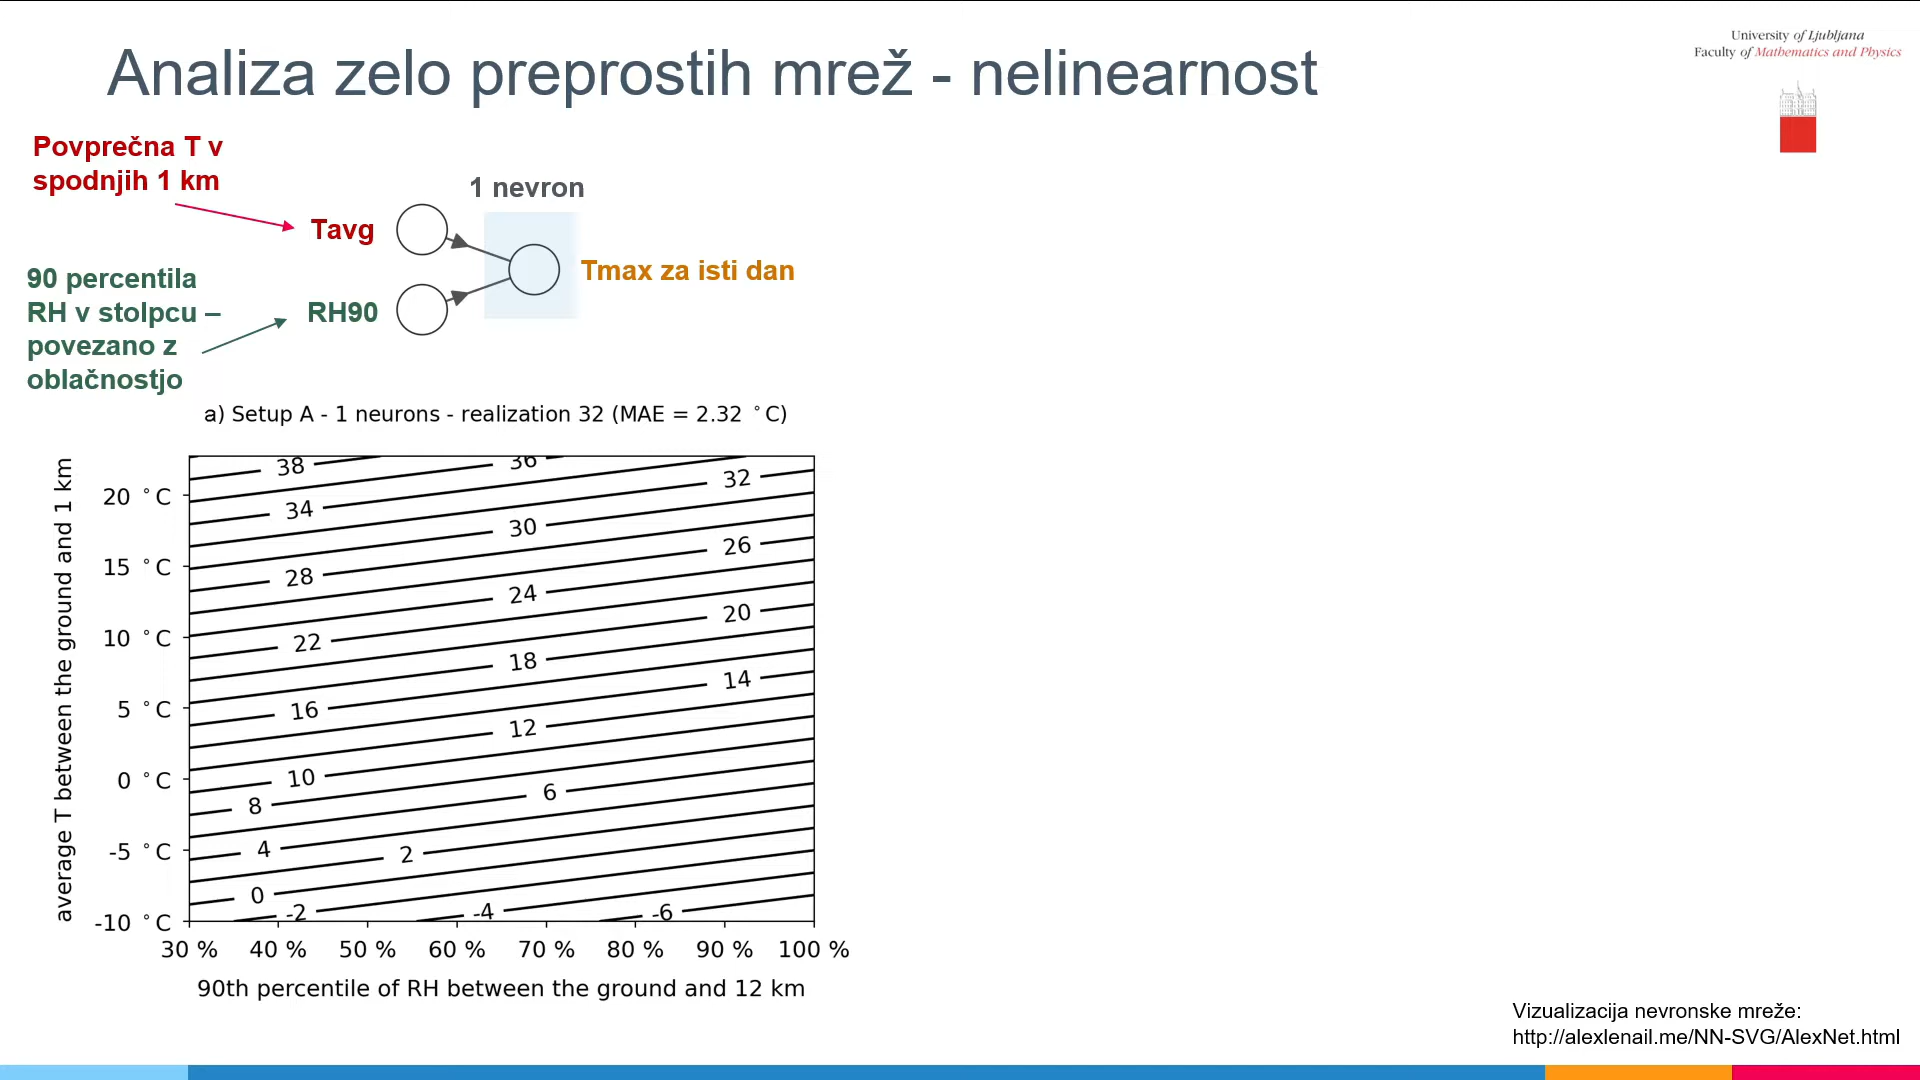 Analiza zelo preprostih mrež - nelinearnost
University of Ljubljana
Faculty of Mathematics and Physics
Povprečna T v
spodnjih 1 km
1 nevron
Tavg
Tmax za isti dan
90 percentila
RH v stolpcu –
povezano z
oblačnostjo
RH90
a) Setup A - 1 neurons - realization 32 (MAE = 2.32 °C)
average T between the ground and 1 km
38
36
32
20 °C
34
30
26
15 °C
28
24
20
10 °C
22
18
14
5 °C
16
12
0 °C
10
8
6
-5 °C
4
2
0
-2
-4
-6
-10 °C
30 % 40 % 50 % 60 % 70 % 80 % 90 % 100 %
90th percentile of RH between the ground and 12 km
Vizualizacija nevronske mreže:
http://alexlenail.me/NN-SVG/AlexNet.html